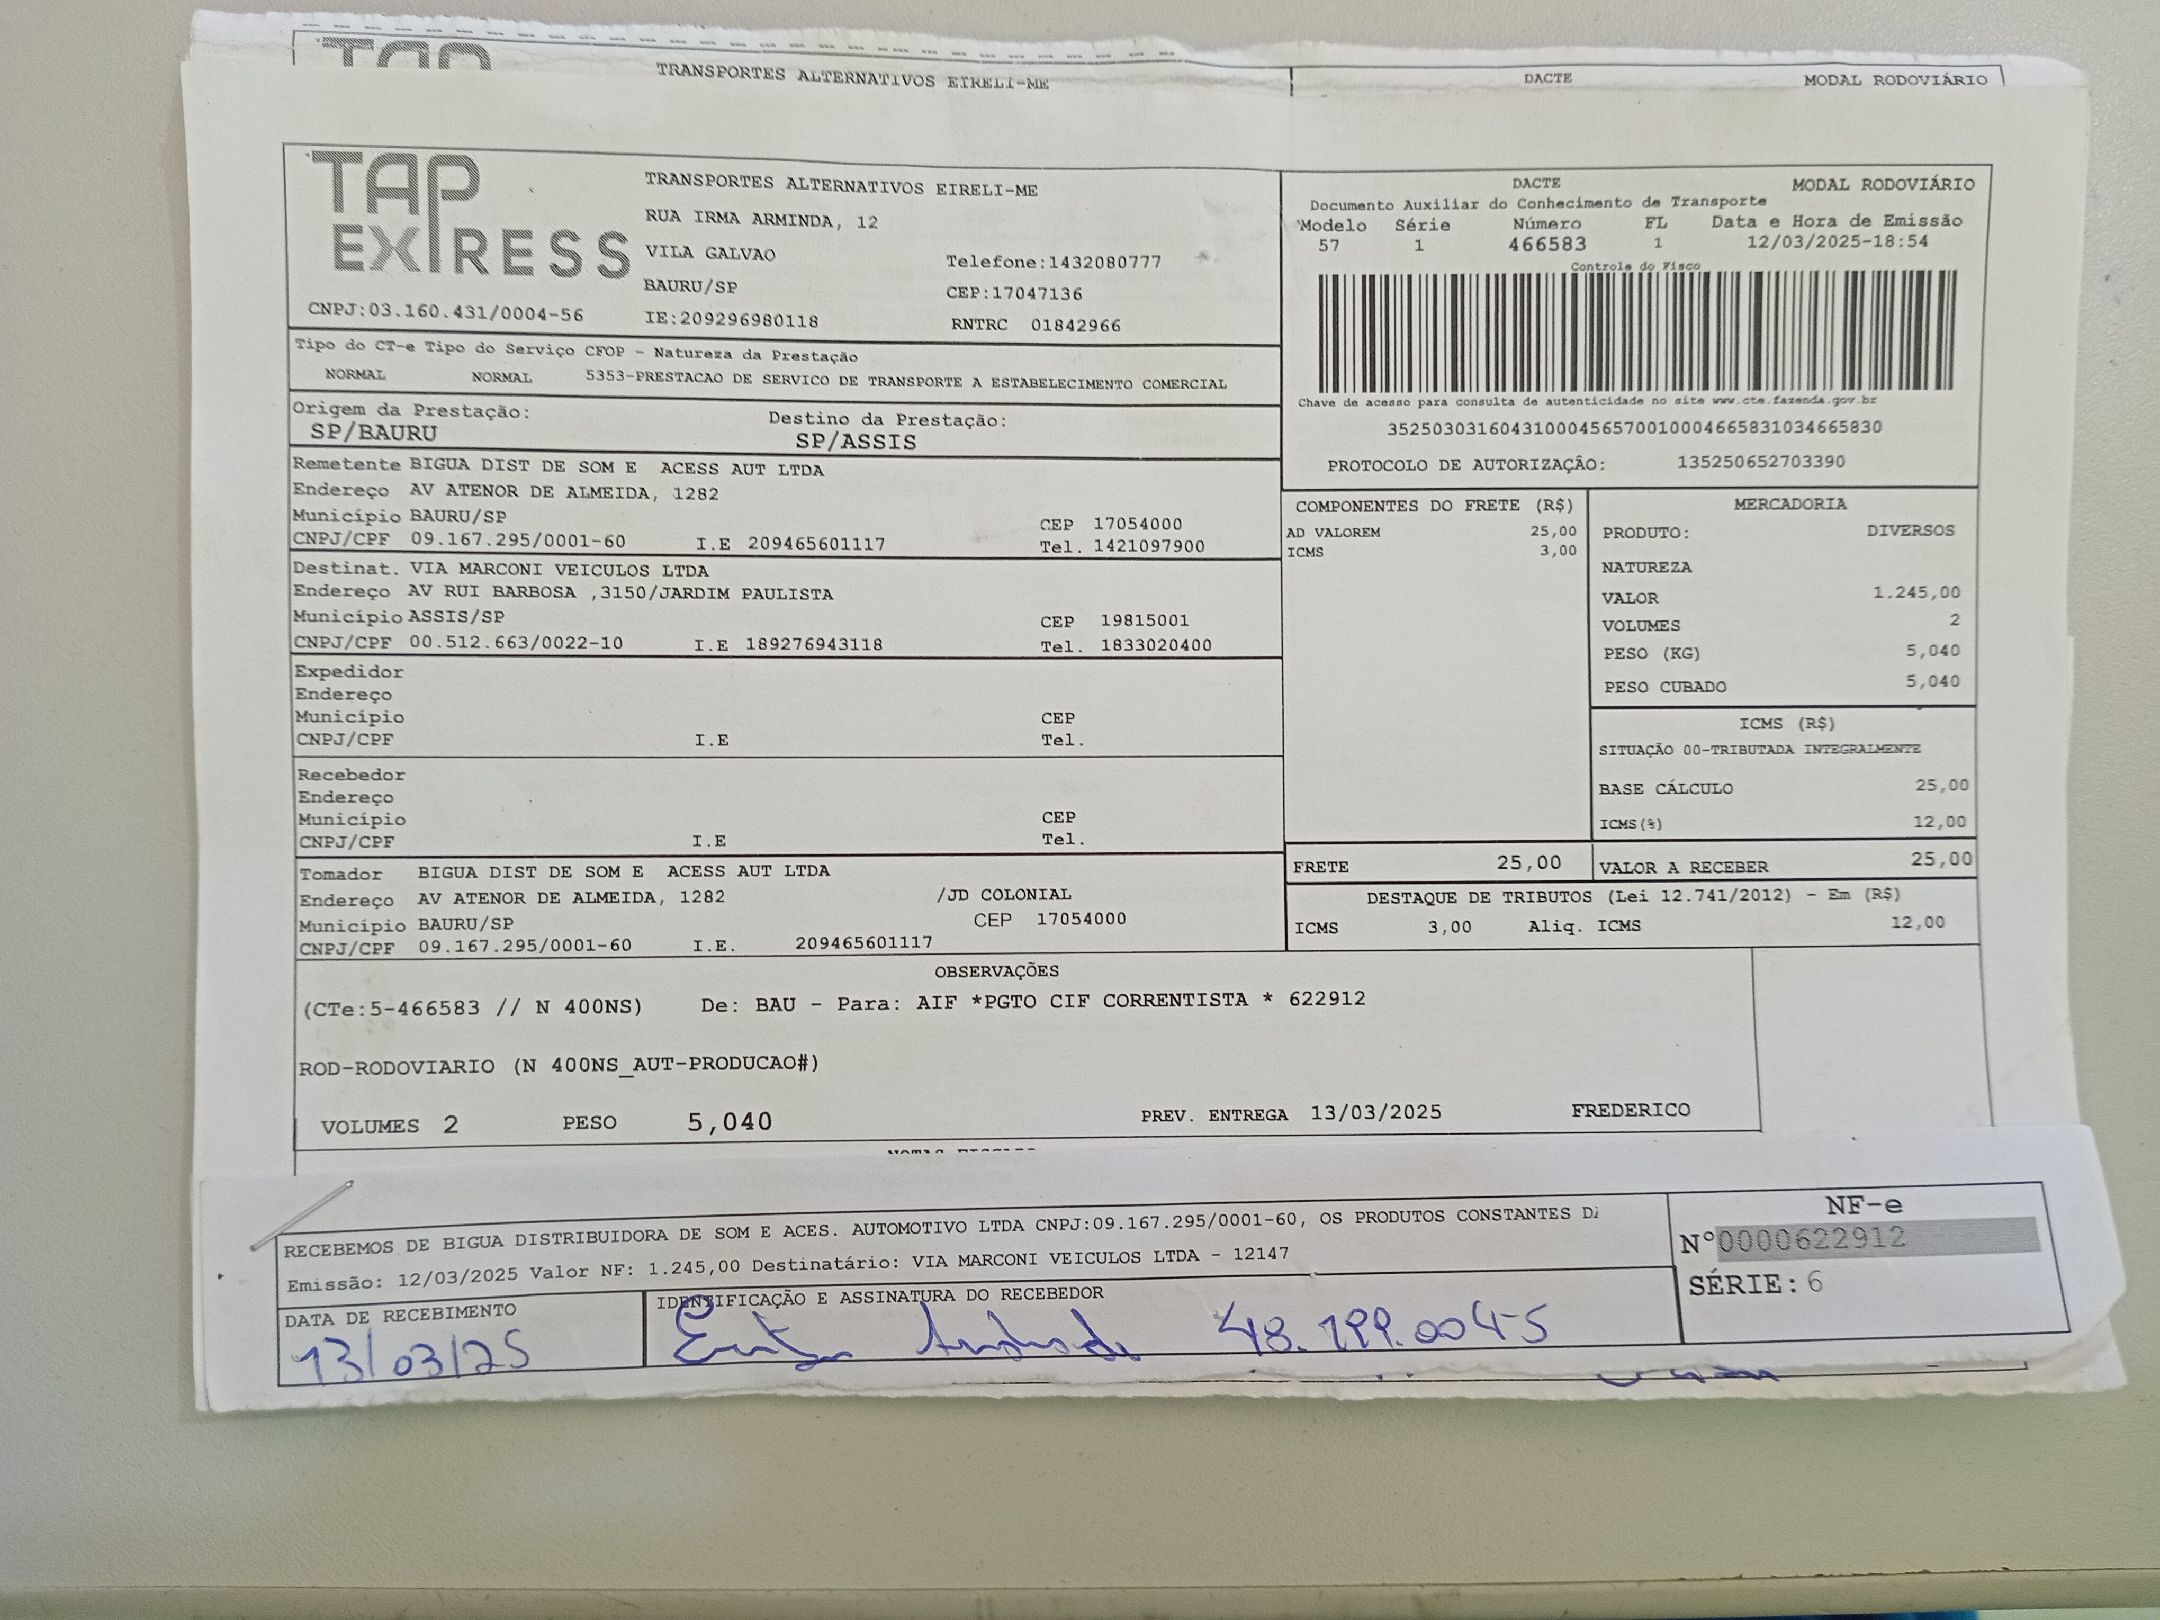 TRANSPORTES ALTERNATIVOS EIRELI-ME DACTE MODAL RODOVIÁRIO
TAP EXPRESS
TRANSPORTES ALTERNATIVOS EIRELI-ME
RUA IRMA ARMINDA, 12
VILA GALVAO Telefone:1432080777
BAURU/SP CEP:17047136
CNPJ:03.160.431/0004-56 IE:209296980118 RNTRC 01842966
DACTE MODAL RODOVIÁRIO
Documento Auxiliar do Conhecimento de Transporte
Modelo Série Número FL Data e Hora de Emissão
57 1 466583 1 12/03/2025-18:54
Controle do Fisco
Chave de acesso para consulta de autenticidade no site www.cte.fazenda.gov.br
35250303160431000456570010004665831034665830
PROTOCOLO DE AUTORIZAÇÃO: 135250652703390
Tipo do CT-e Tipo do Serviço CFOP - Natureza da Prestação
NORMAL NORMAL 5353-PRESTACAO DE SERVICO DE TRANSPORTE A ESTABELECIMENTO COMERCIAL
Origem da Prestação: Destino da Prestação:
SP/BAURU SP/ASSIS
Remetente BIGUA DIST DE SOM E ACESS AUT LTDA
Endereço AV ATENOR DE ALMEIDA, 1282
Município BAURU/SP CEP 17054000
CNPJ/CPF 09.167.295/0001-60 I.E 209465601117 Tel. 1421097900
Destinat. VIA MARCONI VEICULOS LTDA
Endereço AV RUI BARBOSA ,3150/JARDIM PAULISTA
Município ASSIS/SP CEP 19815001
CNPJ/CPF 00.512.663/0022-10 I.E 189276943118 Tel. 1833020400
Expedidor
Endereço
Município CEP
CNPJ/CPF I.E Tel.
Recebedor
Endereço
Município CEP
CNPJ/CPF I.E Tel.
Tomador BIGUA DIST DE SOM E ACESS AUT LTDA
Endereço AV ATENOR DE ALMEIDA, 1282 /JD COLONIAL
Município BAURU/SP CEP 17054000
CNPJ/CPF 09.167.295/0001-60 I.E. 209465601117
COMPONENTES DO FRETE (R$)
AD VALOREM 25,00
ICMS 3,00
MERCADORIA
PRODUTO: DIVERSOS
NATUREZA
VALOR 1.245,00
VOLUMES 2
PESO (KG) 5,040
PESO CUBADO 5,040
ICMS (R$)
SITUAÇÃO 00-TRIBUTADA INTEGRALMENTE
BASE CÁLCULO 25,00
ICMS(%) 12,00
FRETE 25,00 VALOR A RECEBER 25,00
DESTAQUE DE TRIBUTOS (Lei 12.741/2012) - Em (R$)
ICMS 3,00 Aliq. ICMS 12,00
OBSERVAÇÕES
(CTe:5-466583 // N 400NS) De: BAU - Para: AIF *PGTO CIF CORRENTISTA * 622912
ROD-RODOVIARIO (N 400NS_AUT-PRODUCAO#)
VOLUMES 2 PESO 5,040 PREV. ENTREGA 13/03/2025 FREDERICO
RECEBEMOS DE BIGUA DISTRIBUIDORA DE SOM E ACES. AUTOMOTIVO LTDA CNPJ:09.167.295/0001-60, OS PRODUTOS CONSTANTES
Emissão: 12/03/2025 Valor NF: 1.245,00 Destinatário: VIA MARCONI VEICULOS LTDA - 12147
DATA DE RECEBIMENTO IDENTIFICAÇÃO E ASSINATURA DO RECEBEDOR
13/03/25 48.199.004-5
NF-e
Nº0000622912
SÉRIE: 6